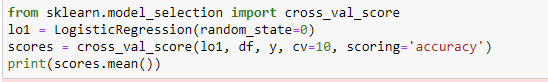 from sklearn.model_selection import cross_val_score
lo1 = LogisticRegression(random_state=0)
scores = cross_val_score(lo1, df, y, cv=10, scoring='accuracy')
print(scores.mean())